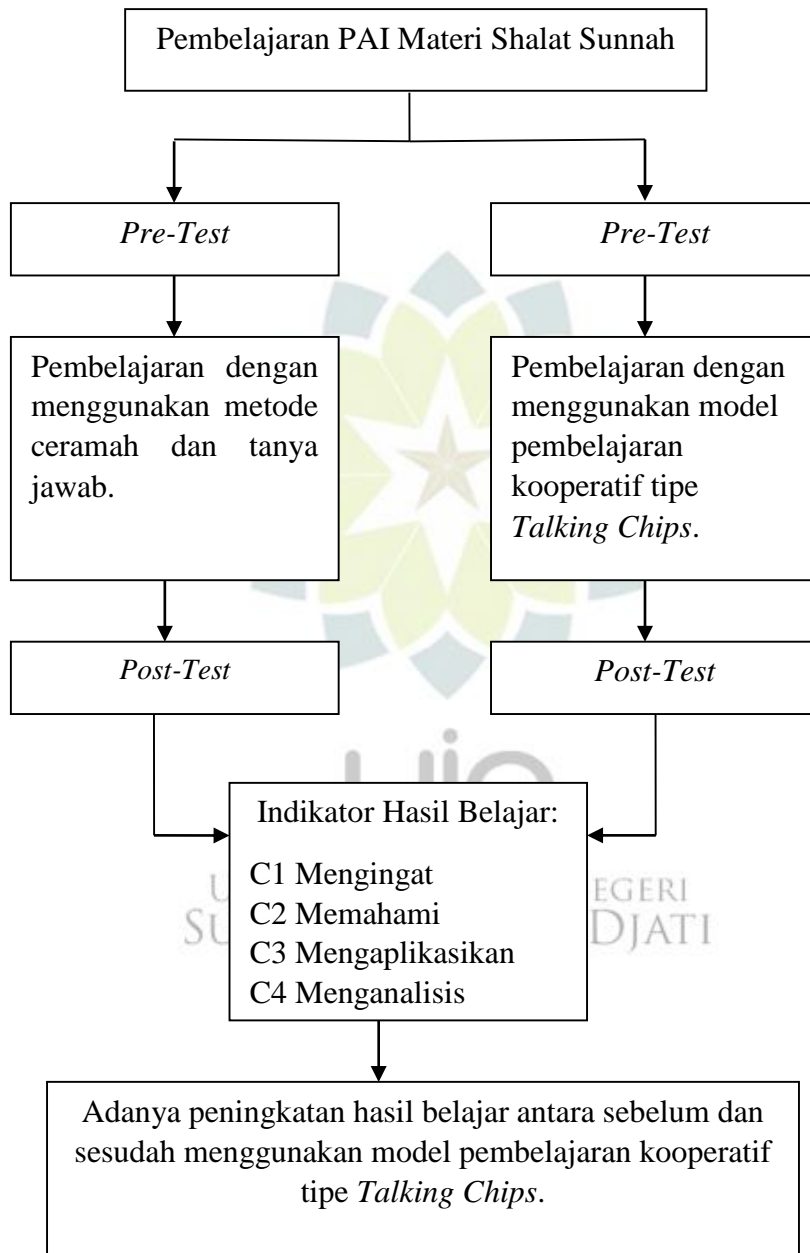 Pembelajaran PAI Materi Shalat Sunnah
Pre-Test
Pre-Test
Pembelajaran dengan
menggunakan metode
ceramah dan tanya
jawab.
Pembelajaran dengan
menggunakan model
pembelajaran
kooperatif tipe
Talking Chips.
Post-Test
Post-Test
Indikator Hasil Belajar:
C1 Mengingat
C2 Memahami
C3 Mengaplikasikan
C4 Menganalisis
EGERI
DJATI
Adanya peningkatan hasil belajar antara sebelum dan
sesudah menggunakan model pembelajaran kooperatif
tipe Talking Chips.